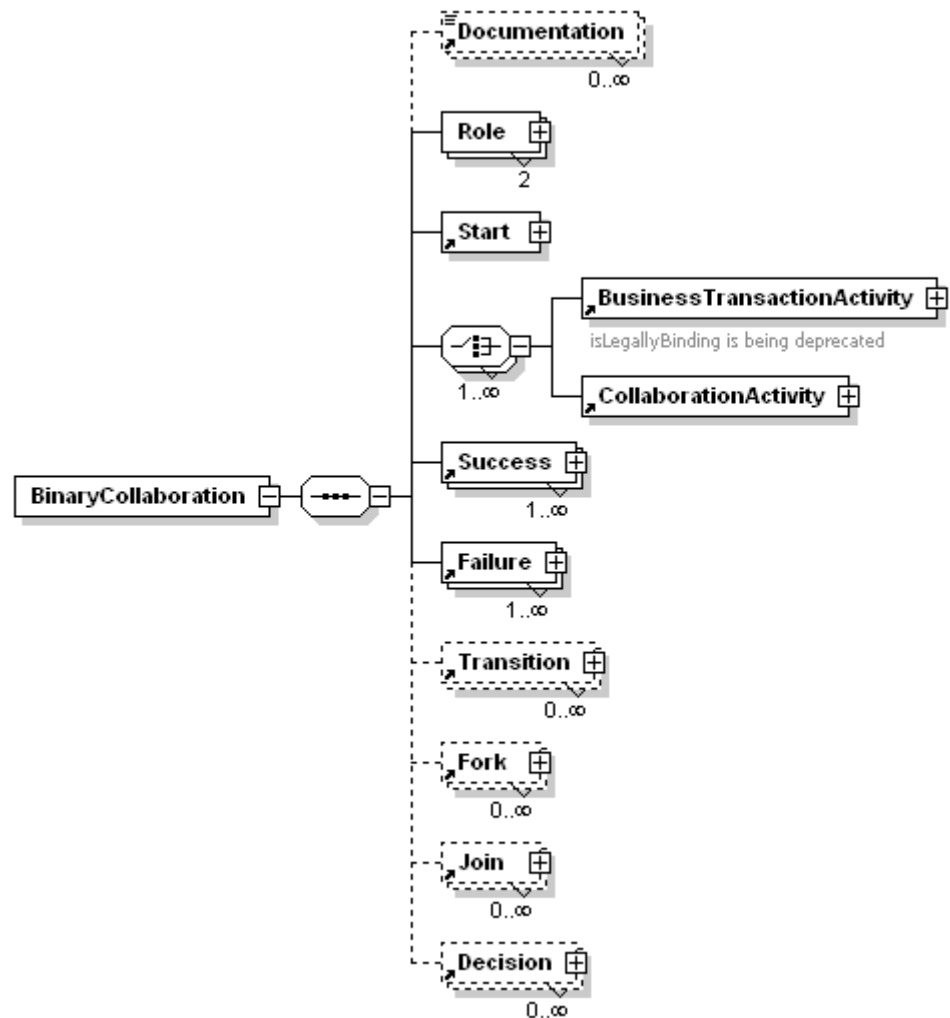 Documentation
0..∞
Role
2
Start
BusinessTransactionActivity
isLegallyBinding is being deprecated
1..∞
CollaborationActivity
Success
1..∞
BinaryCollaboration
Failure
1..∞
Transition
0..∞
Fork
0..∞
Join
0..∞
Decision
0..∞